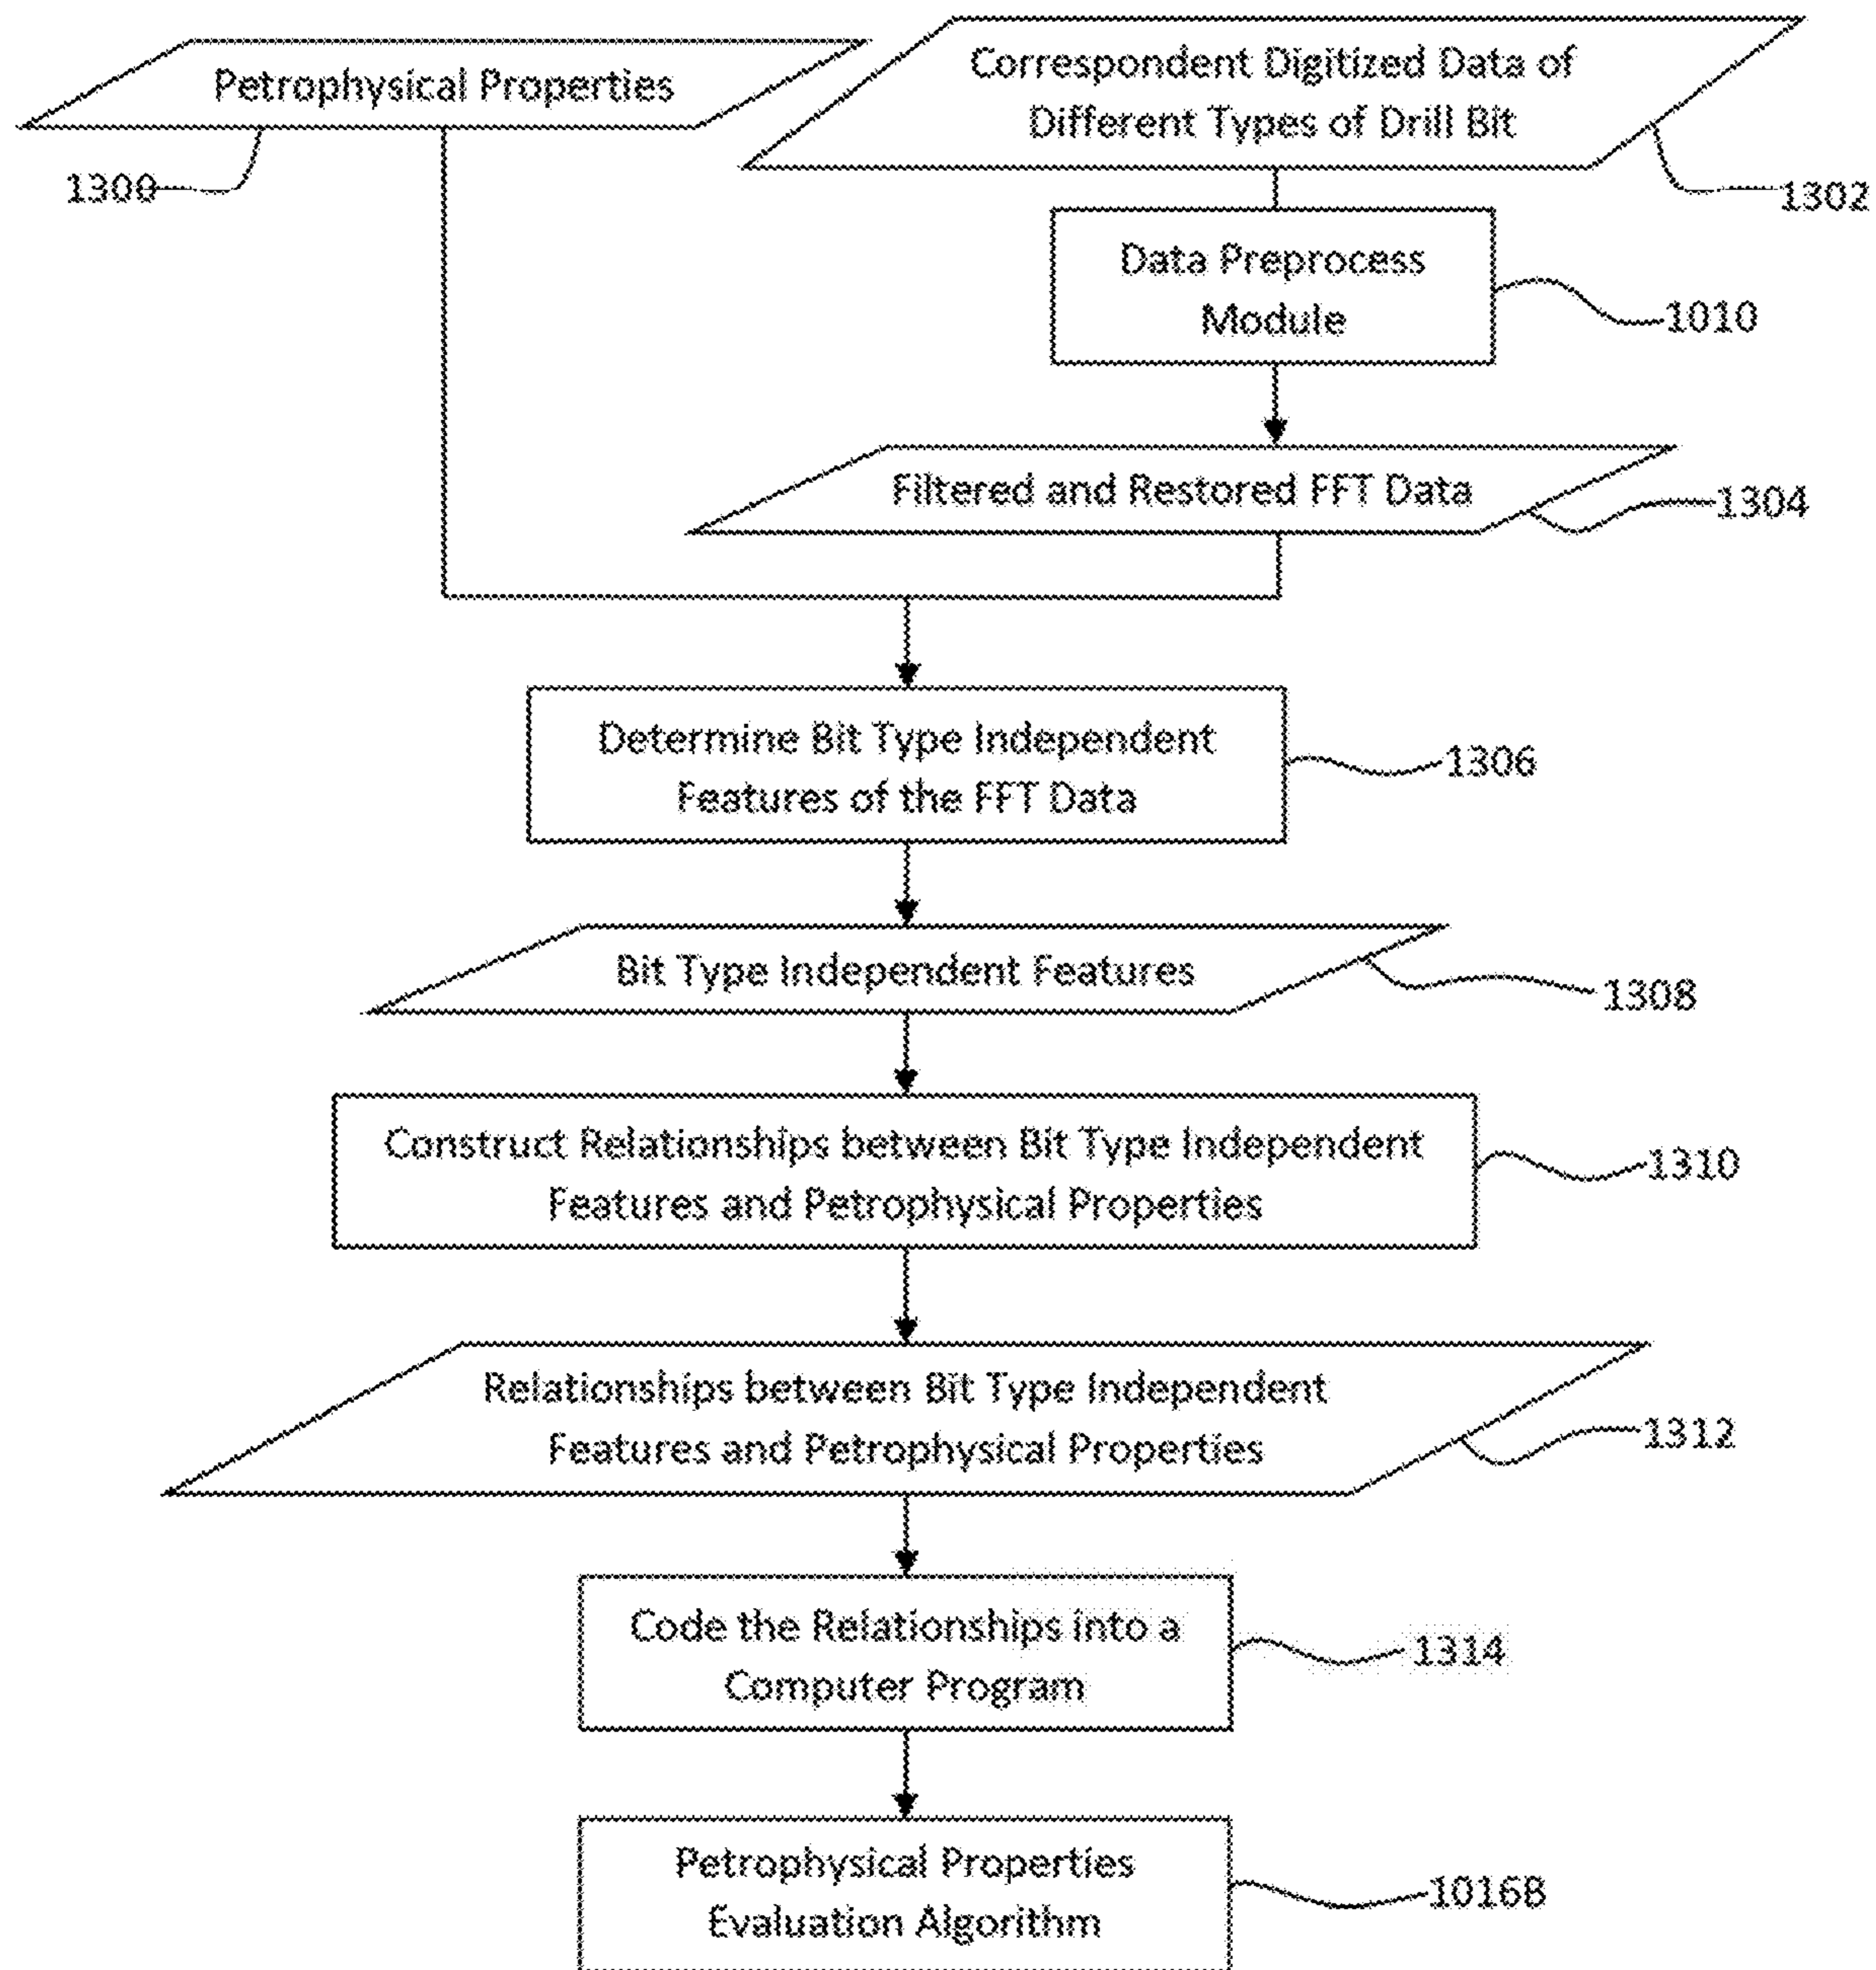 Petrophysical Properties
1300
Correspondent Digitized Data of
Different Types of Drill Bit
1302
Data Preprocess
Module
1010
Filtered and Restored FFT Data
1304
Determine Bit Type Independent
Features of the FFT Data
1306
Bit Type Independent Features
1308
Construct Relationships between Bit Type Independent
Features and Petrophysical Properties
1310
Relationships between Bit Type Independent
Features and Petrophysical Properties
1312
Code the Relationships into a
Computer Program
1314
Petrophysical Properties
Evaluation Algorithm
1016B